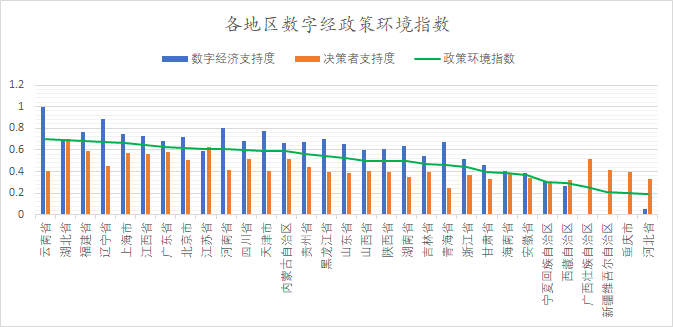 各地区数字经政策环境指数
数字经济支持度 决策者支持度 政策环境指数
1.2
1
0.8
0.6
0.4
0.2
0
云南省
湖北省
福建省
辽宁省
上海市
江西省
广东省
北京市
江苏省
河南省
四川省
天津市
内蒙古自治区
贵州省
黑龙江省
山东省
山西省
陕西省
湖南省
吉林省
青海省
浙江省
甘肃省
海南省
安徽省
宁夏回族自治区
西藏自治区
广西壮族自治区
新疆维吾尔自治区
重庆市
河北省